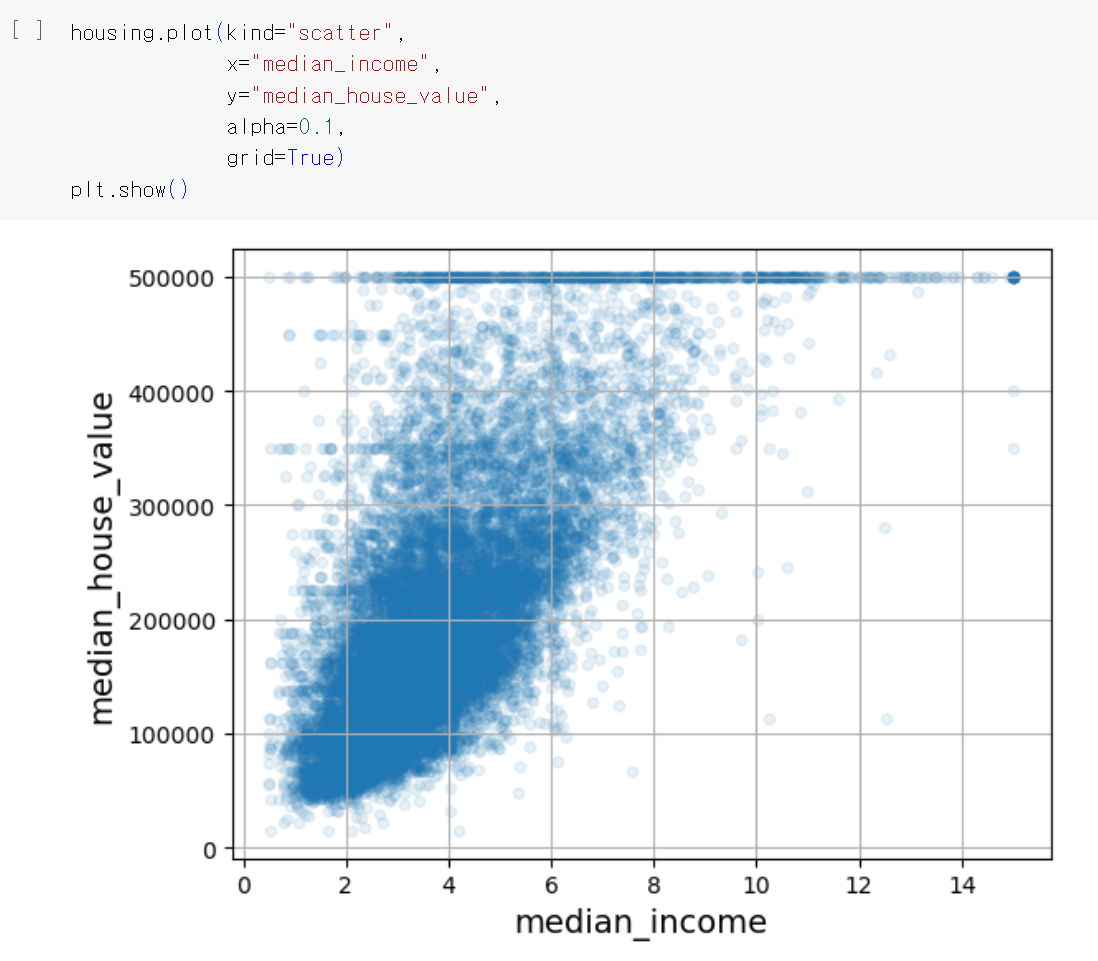 [ ] housing.plot(kind="scatter",
x="median_income",
y="median_house_value",
alpha=0.1,
grid=True)
plt.show()
500000
400000
300000
200000
100000
0
median_house_value
0 2 4 6 8 10 12 14
median_income